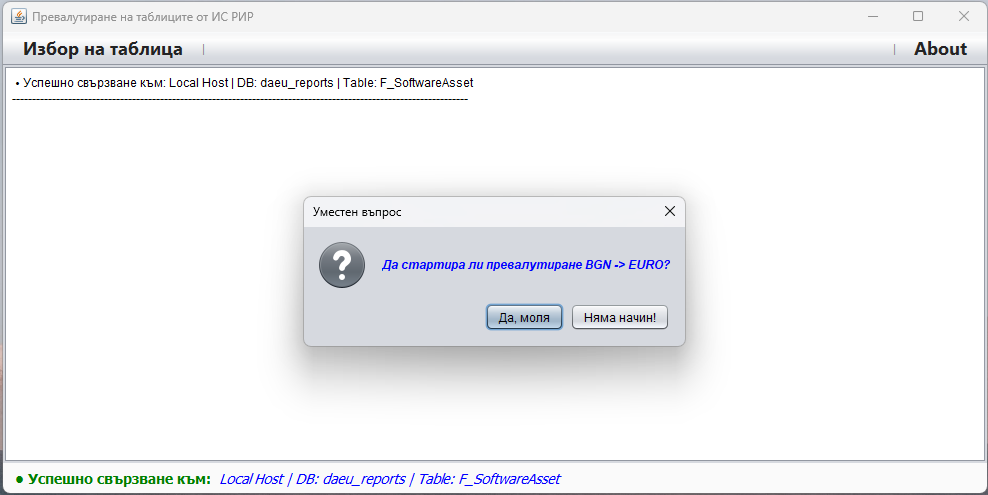 Превалутиране на таблиците от ИС РИР
Избор на таблица | | About
• Успешно свързване към: Local Host | DB: daeu_reports | Table: F_SoftwareAsset
--------------------------------------------------------------------------------
Уместен въпрос
Да стартира ли превалутиране BGN -> EURO?
Да, моля Няма начин!
● Успешно свързване към: Local Host | DB: daeu_reports | Table: F_SoftwareAsset